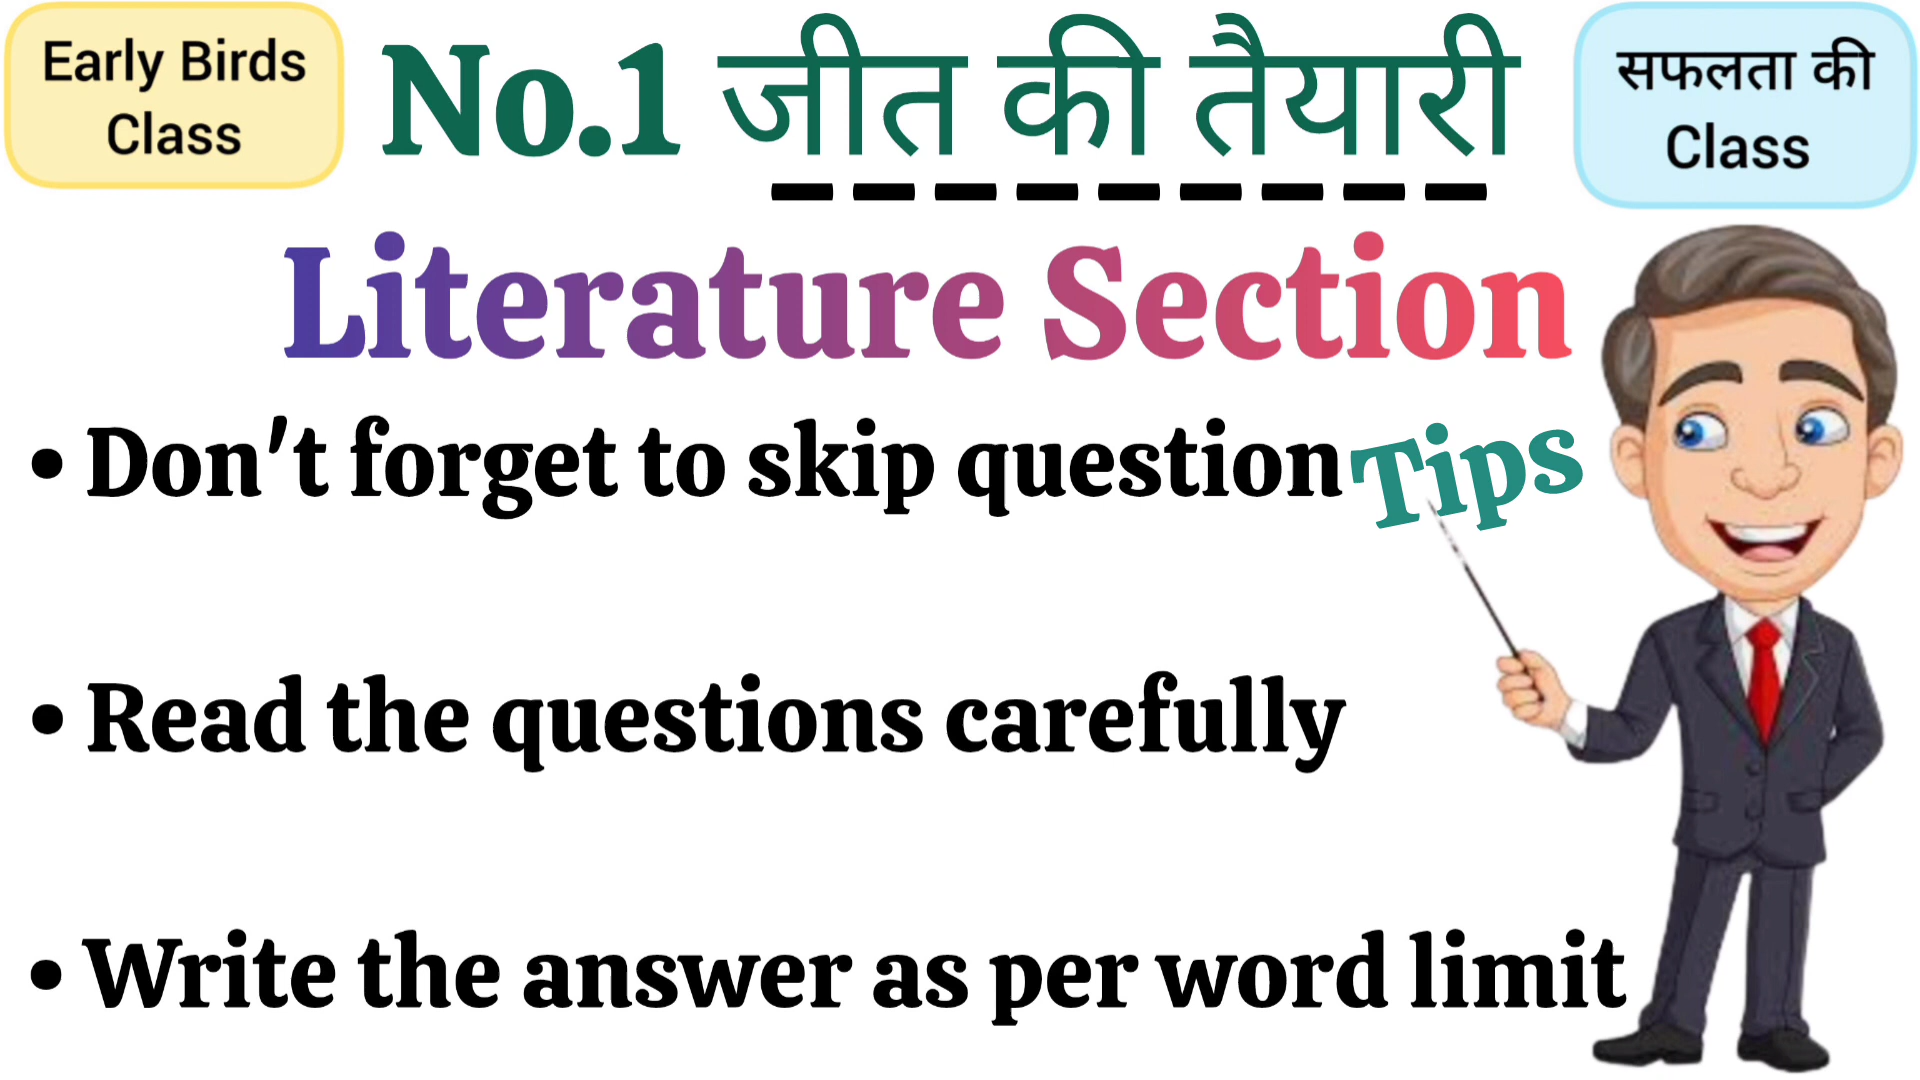 Early Birds
Class
No.1 जीत की तैयारी
सफलता की
Class
Literature Section
• Don't forget to skip question
Tips
• Read the questions carefully
• Write the answer as per word limit